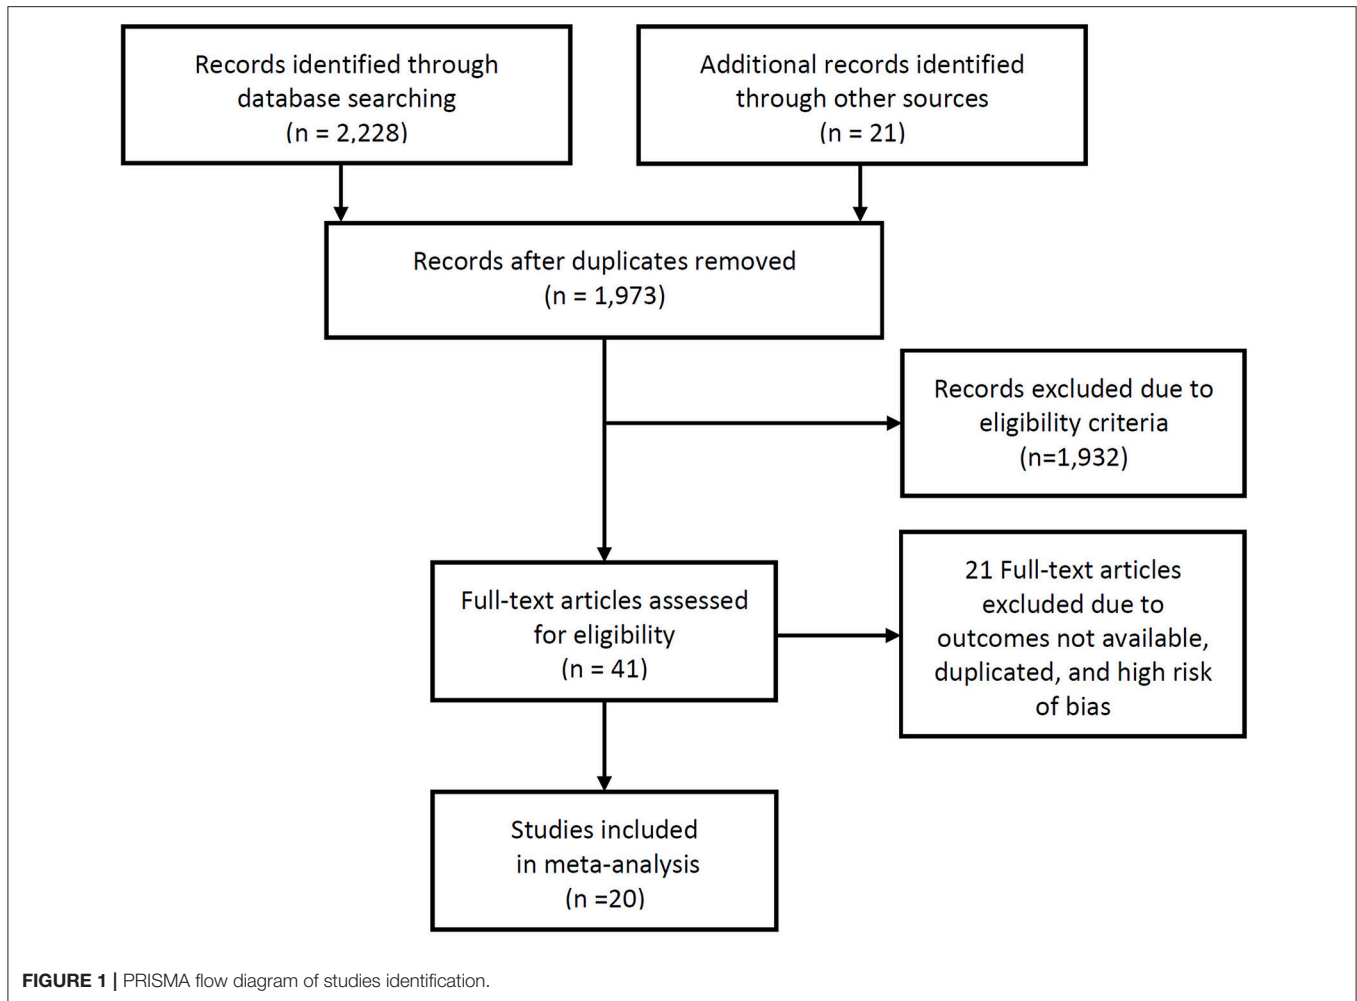 Records identified through
database searching
(n = 2,228)
Additional records identified
through other sources
(n = 21)
Records after duplicates removed
(n = 1,973)
Records excluded due to
eligibility criteria
(n=1,932)
Full-text articles assessed
for eligibility
(n = 41)
21 Full-text articles
excluded due to
outcomes not available,
duplicated, and high risk
of bias
Studies included
in meta-analysis
(n =20)
FIGURE 1 | PRISMA flow diagram of studies identification.